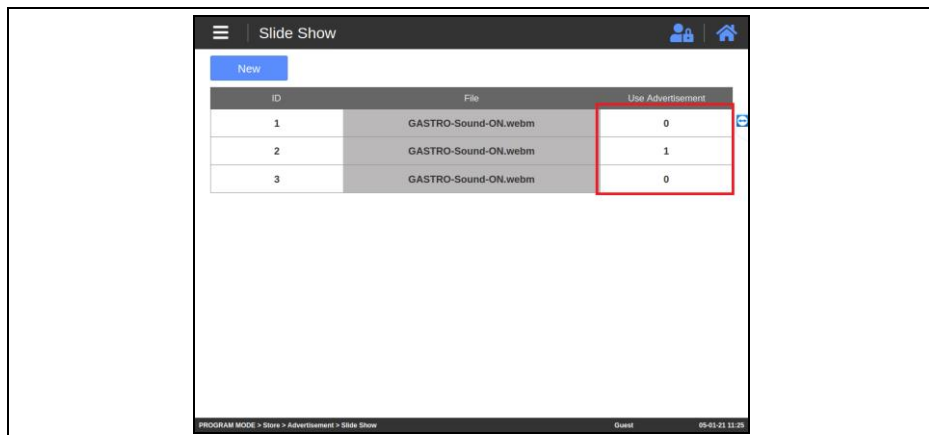 Slide Show
New
ID File Use Advertisement
1 GASTRO-Sound-ON.webm 0
2 GASTRO-Sound-ON.webm 1
3 GASTRO-Sound-ON.webm 0
PROGRAM MODE > Store > Advertisement > Slide Show Guest 05-01-21 11:25